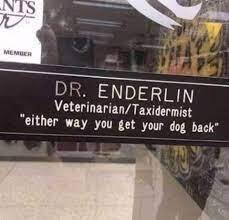 NTS
MEMBER
DR. ENDERLIN
Veterinarian/Taxidermist
"either way you get your dog back"